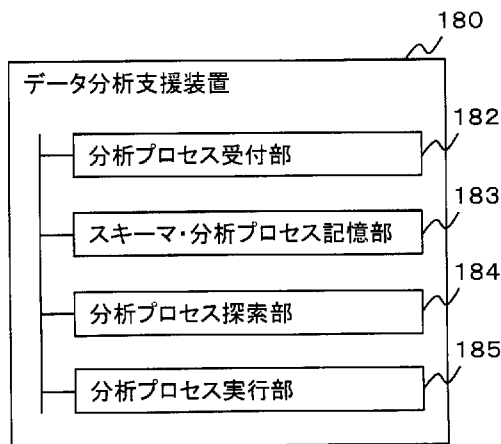 180
データ分析支援装置
182
分析プロセス受付部
183
スキーマ・分析プロセス記憶部
184
分析プロセス探索部
185
分析プロセス実行部